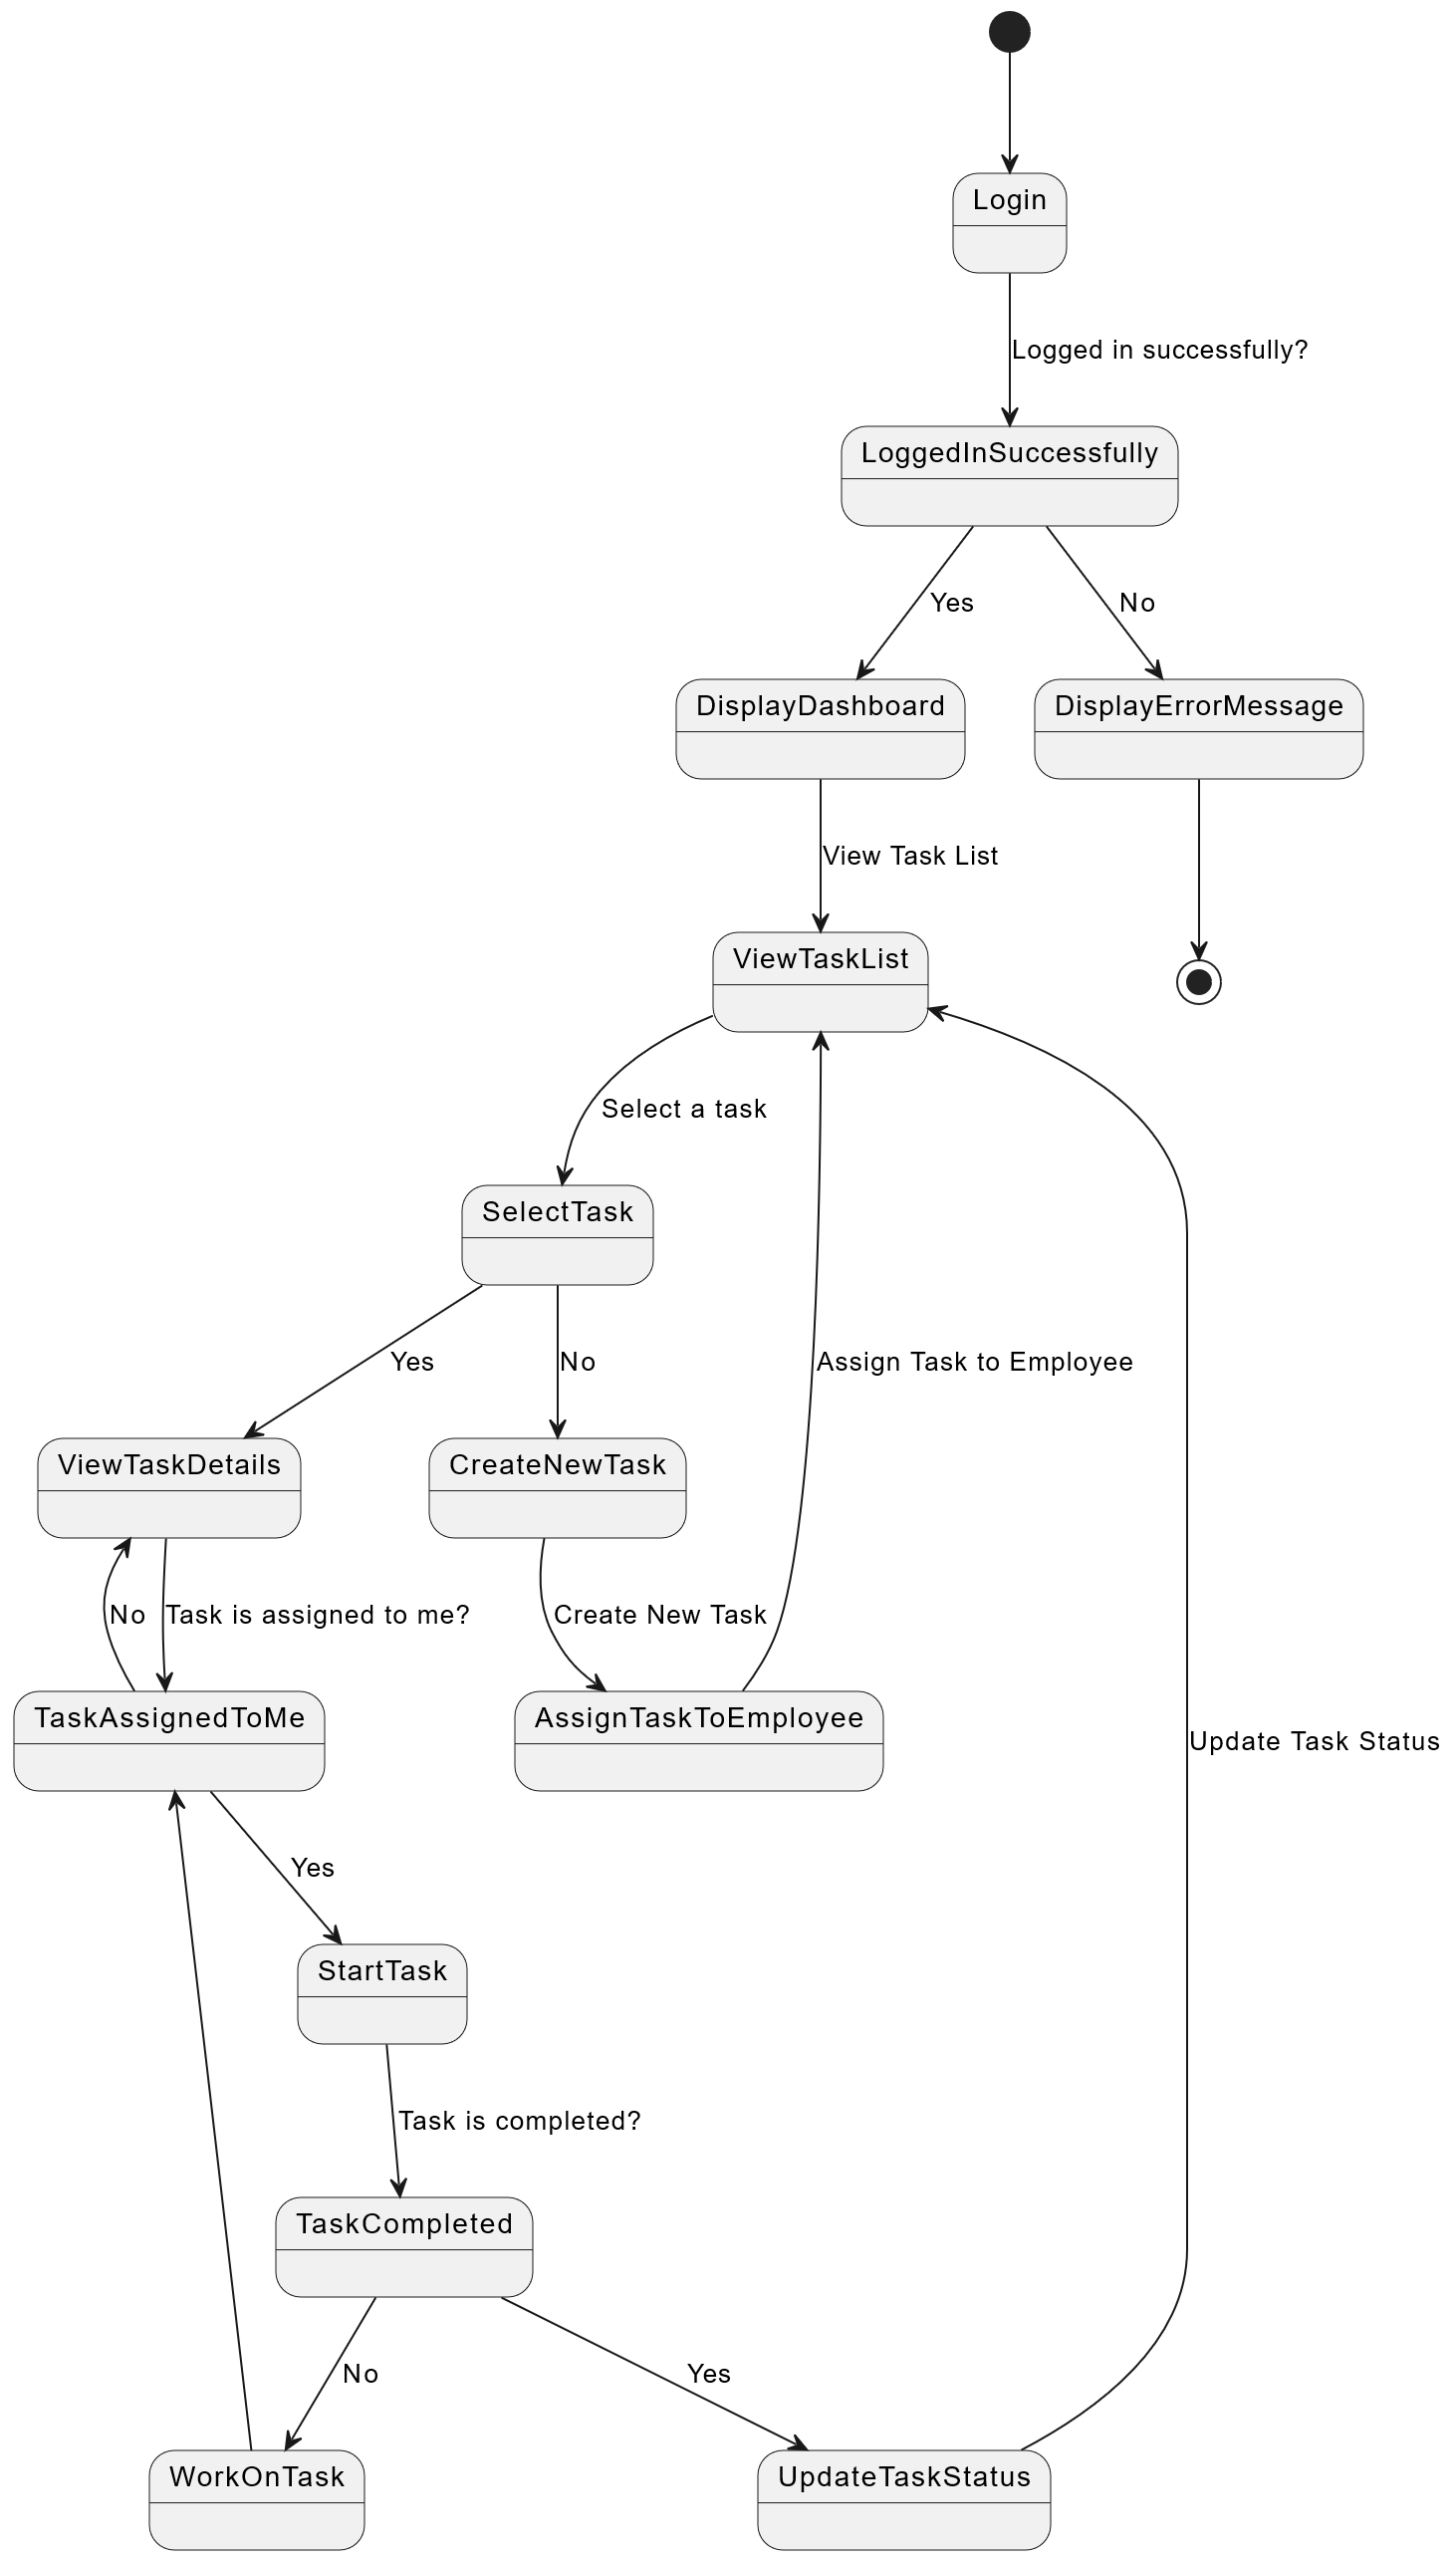 Login
Logged in successfully?
LoggedInSuccessfully
Yes
No
DisplayDashboard
DisplayErrorMessage
View Task List
ViewTaskList
Select a task
SelectTask
Yes
No
Assign Task to Employee
ViewTaskDetails
CreateNewTask
No
Task is assigned to me?
Create New Task
TaskAssignedToMe
AssignTaskToEmployee
Update Task Status
Yes
StartTask
Task is completed?
TaskCompleted
No
Yes
WorkOnTask
UpdateTaskStatus